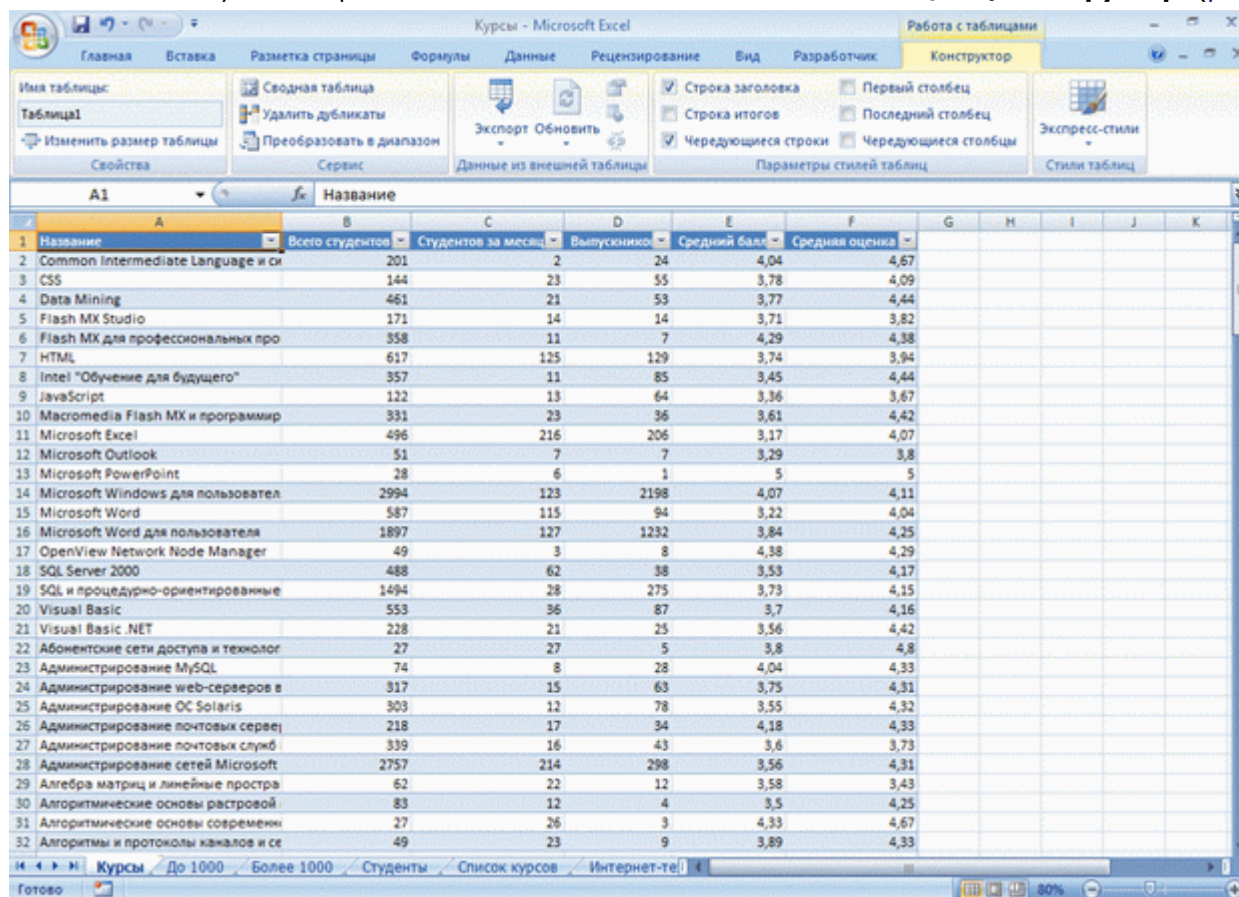 Курсы - Microsoft Excel
Работа с таблицами
Главная Вставка Разметка страницы Формулы Данные Рецензирование Вид Разработчик Конструктор
Имя таблицы: Сводная таблица Строка заголовка Первый столбец
Таблица1 Удалить дубликаты Экспорт Обновить Строка итогов Последний столбец Экспресс-стили
Изменить размер таблицы Преобразовать в диапазон Чередующиеся строки Чередующиеся столбцы
Свойства Сервис Данные из внешней таблицы Параметры стилей таблиц Стили таблиц
A1 fx Название
A B C D E F G H I J K
1 Название Всего студентов Студентов за месяц Выпускнико Средний балл Средняя оценка
2 Common Intermediate Language и си 201 2 24 4,04 4,67
3 CSS 144 23 55 3,78 4,09
4 Data Mining 461 21 53 3,77 4,44
5 Flash MX Studio 171 14 14 3,71 3,82
6 Flash MX для профессиональных про 358 11 7 4,29 4,38
7 HTML 617 125 129 3,74 3,94
8 Intel "Обучение для будущего" 357 11 85 3,45 4,44
9 JavaScript 122 13 64 3,36 3,67
10 Macromedia Flash MX и программир 331 23 36 3,61 4,42
11 Microsoft Excel 496 216 206 3,17 4,07
12 Microsoft Outlook 51 7 7 3,29 3,8
13 Microsoft PowerPoint 28 6 1 5 5
14 Microsoft Windows для пользовател 2994 123 2198 4,07 4,11
15 Microsoft Word 587 115 94 3,22 4,04
16 Microsoft Word для пользователя 1897 127 1232 3,84 4,25
17 OpenView Network Node Manager 49 3 8 4,38 4,29
18 SQL Server 2000 488 62 38 3,53 4,17
19 SQL и процедурно-ориентированные 1494 28 275 3,73 4,15
20 Visual Basic 553 36 87 3,7 4,16
21 Visual Basic .NET 228 21 25 3,56 4,42
22 Абонентские сети доступа и технолог 27 27 5 3,8 4,8
23 Администрирование MySQL 74 8 28 4,04 4,33
24 Администрирование web-серверов в 317 15 63 3,75 4,31
25 Администрирование ОС Solaris 303 12 78 3,55 4,32
26 Администрирование почтовых сервер 218 17 34 4,18 4,33
27 Администрирование почтовых служб 339 16 43 3,6 3,73
28 Администрирование сетей Microsoft 2757 214 298 3,56 4,31
29 Алгебра матриц и линейные простра 62 22 12 3,58 3,43
30 Алгоритмические основы растровой 83 12 4 3,5 4,25
31 Алгоритмические основы современн 27 26 3 4,33 4,67
32 Алгоритмы и протоколы каналов и се 49 23 9 3,89 4,33
Курсы До 1000 Более 1000 Студенты Список курсов Интернет-те
Готово 80%